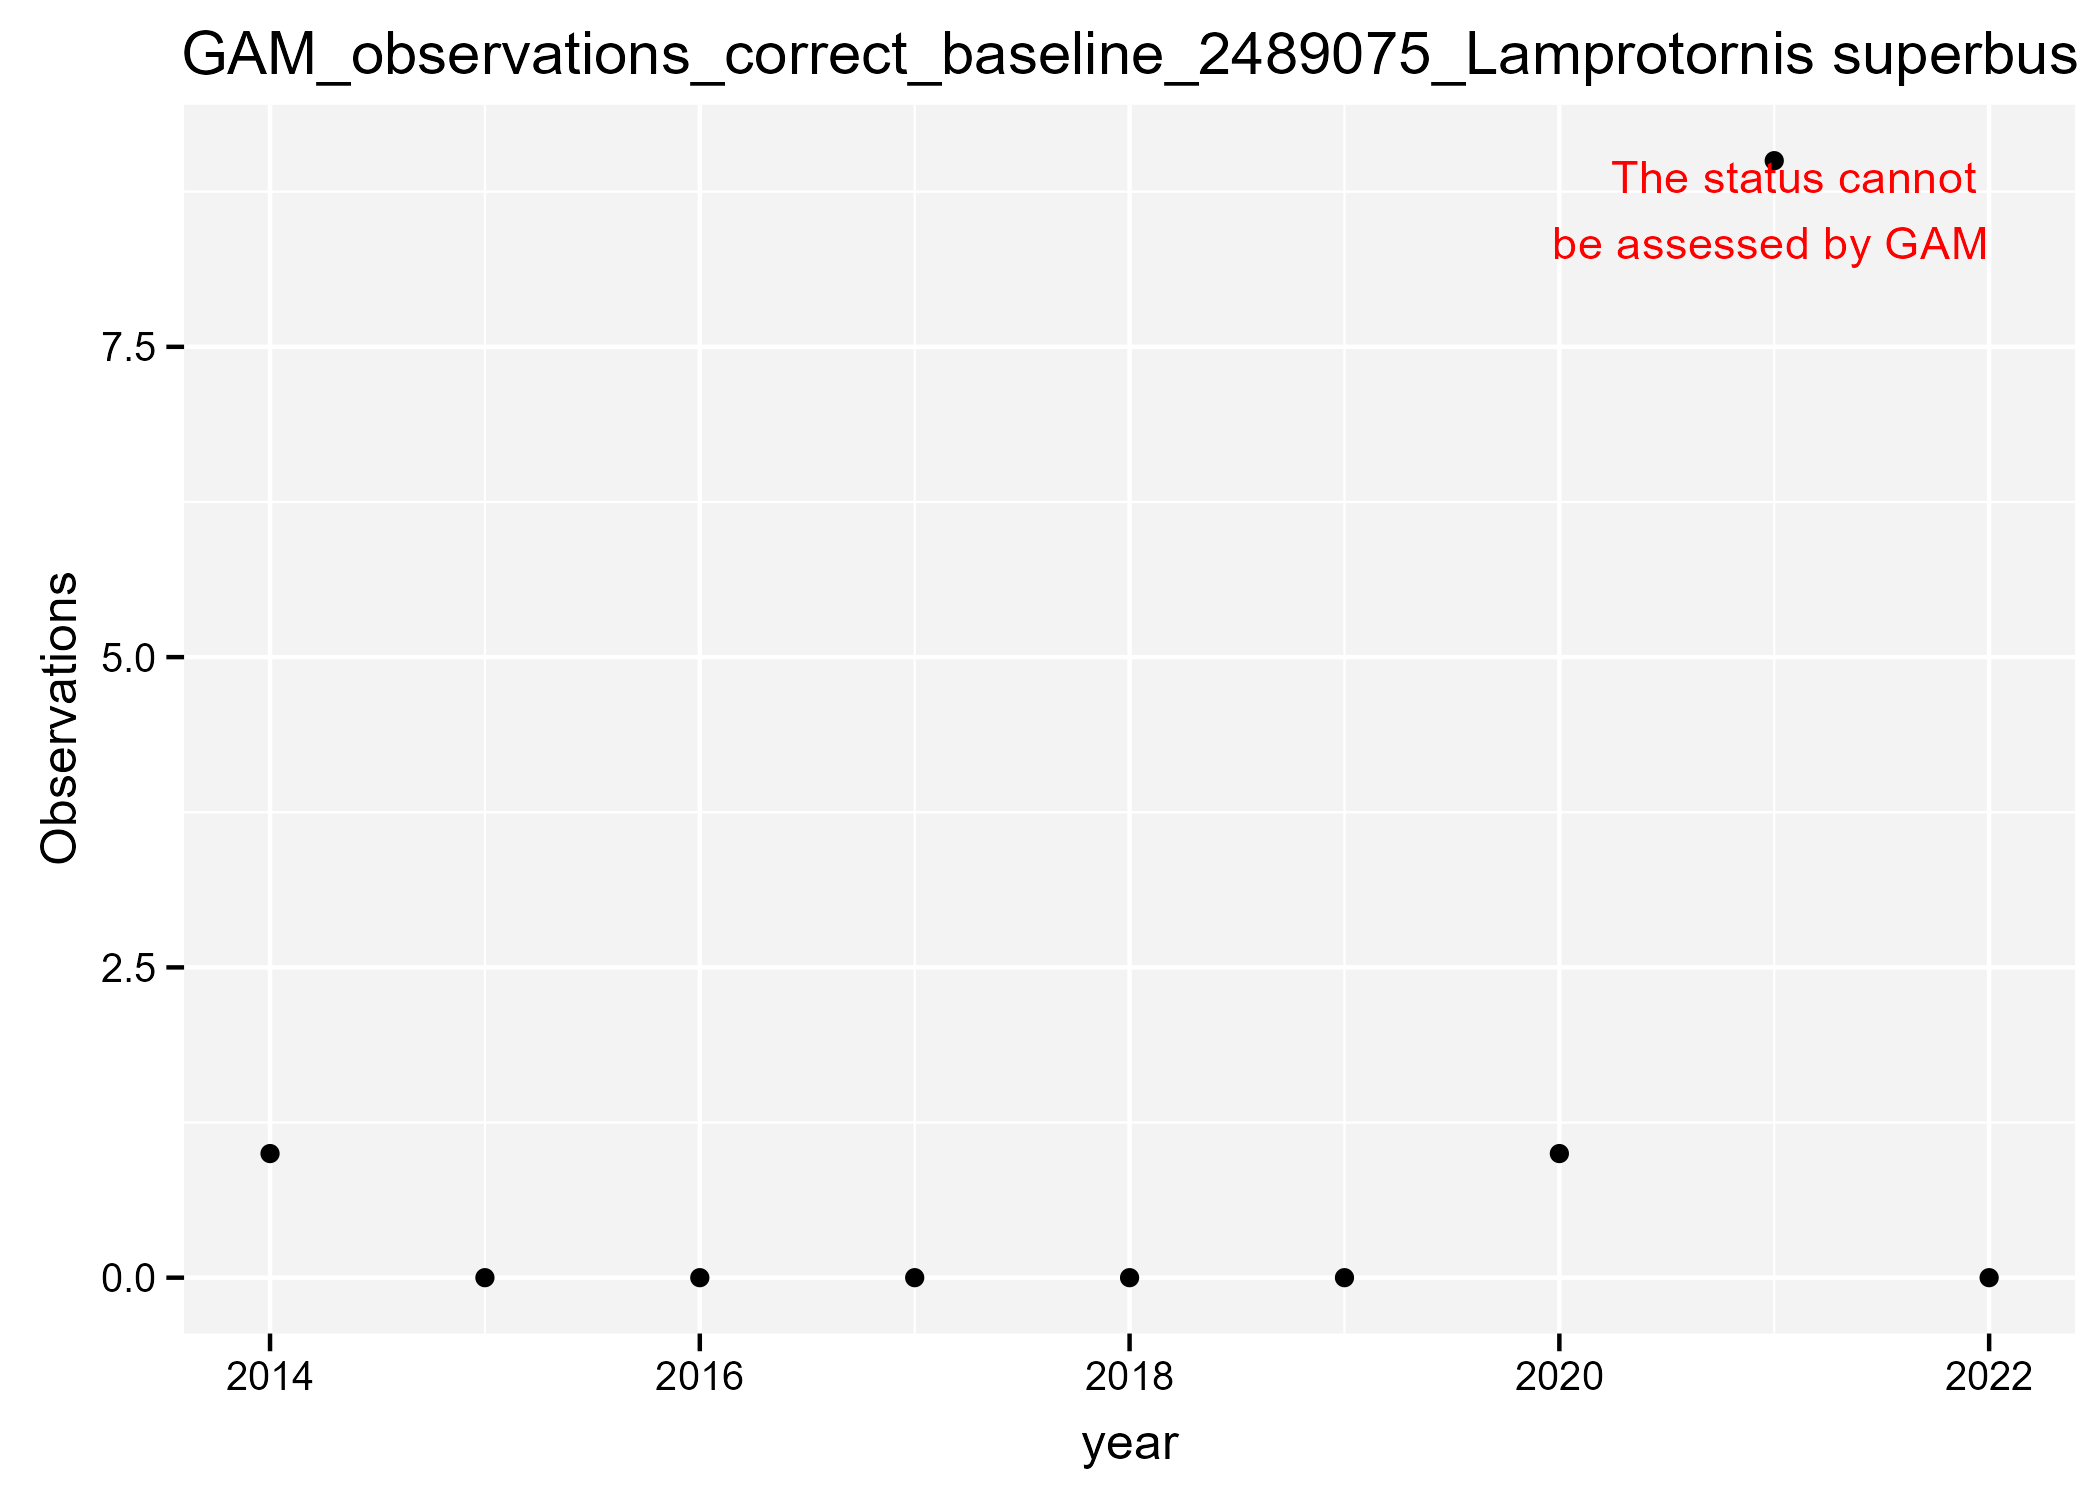 GAM_observations_correct_baseline_2489075_Lamprotornis superbus
The status cannot
be assessed by GAM
7.5
5.0
2.5
0.0
Observations
2014 2016 2018 2020 2022
year